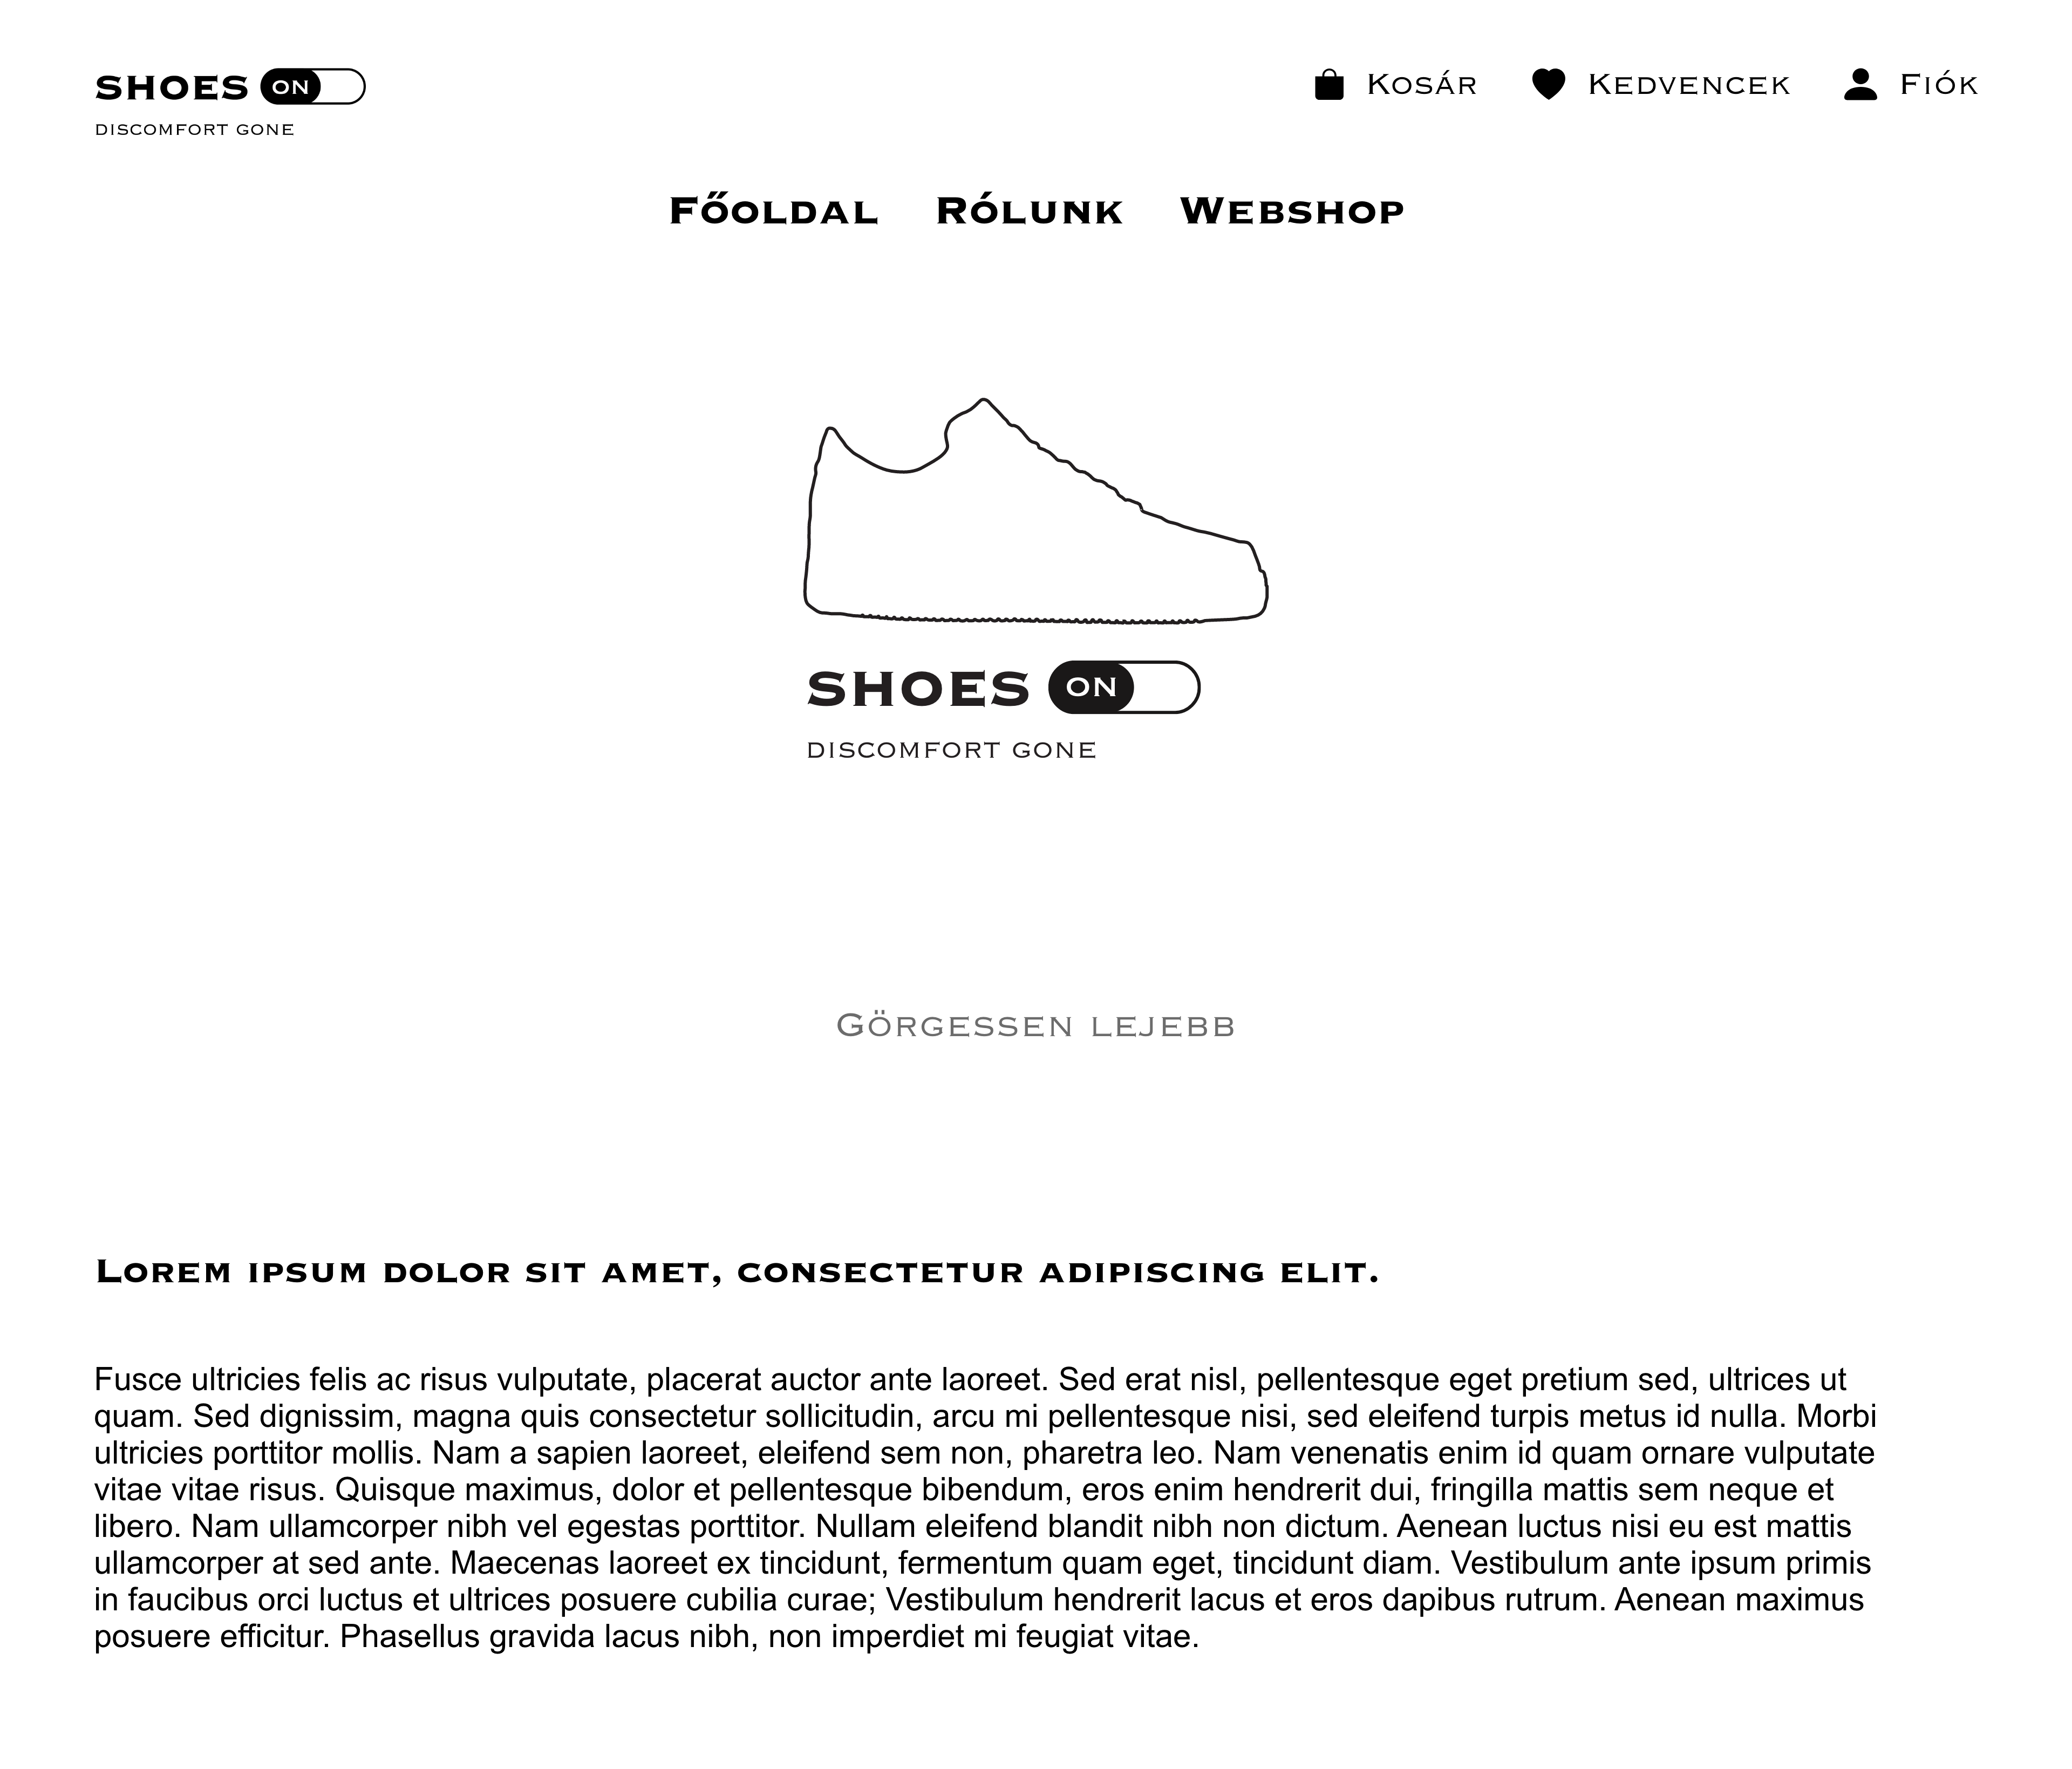 SHOES ON
DISCOMFORT GONE
Kosár Kedvencek Fiók
Főoldal Rólunk Webshop
SHOES ON
DISCOMFORT GONE
Görgessen lejebb
Lorem ipsum dolor sit amet, consectetur adipiscing elit.
Fusce ultricies felis ac risus vulputate, placerat auctor ante laoreet. Sed erat nisl, pellentesque eget pretium sed, ultrices ut
quam. Sed dignissim, magna quis consectetur sollicitudin, arcu mi pellentesque nisi, sed eleifend turpis metus id nulla. Morbi
ultricies porttitor mollis. Nam a sapien laoreet, eleifend sem non, pharetra leo. Nam venenatis enim id quam ornare vulputate
vitae vitae risus. Quisque maximus, dolor et pellentesque bibendum, eros enim hendrerit dui, fringilla mattis sem neque et
libero. Nam ullamcorper nibh vel egestas porttitor. Nullam eleifend blandit nibh non dictum. Aenean luctus nisi eu est mattis
ullamcorper at sed ante. Maecenas laoreet ex tincidunt, fermentum quam eget, tincidunt diam. Vestibulum ante ipsum primis
in faucibus orci luctus et ultrices posuere cubilia curae; Vestibulum hendrerit lacus et eros dapibus rutrum. Aenean maximus
posuere efficitur. Phasellus gravida lacus nibh, non imperdiet mi feugiat vitae.